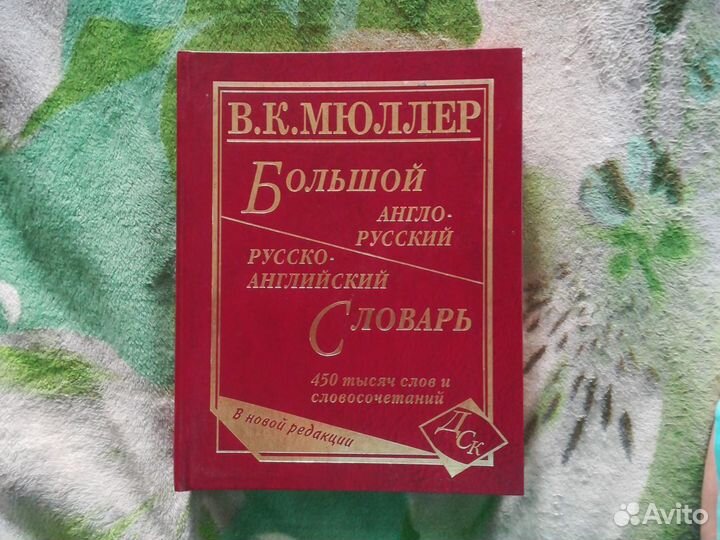 В.К.МЮЛЛЕР
БОЛЬШОЙ
АНГЛО-
РУССКИЙ
РУССКО-
АНГЛИЙСКИЙ
СЛОВАРЬ
450 тысяч слов и
словосочетаний
В новой редакции
ДСК
Avito